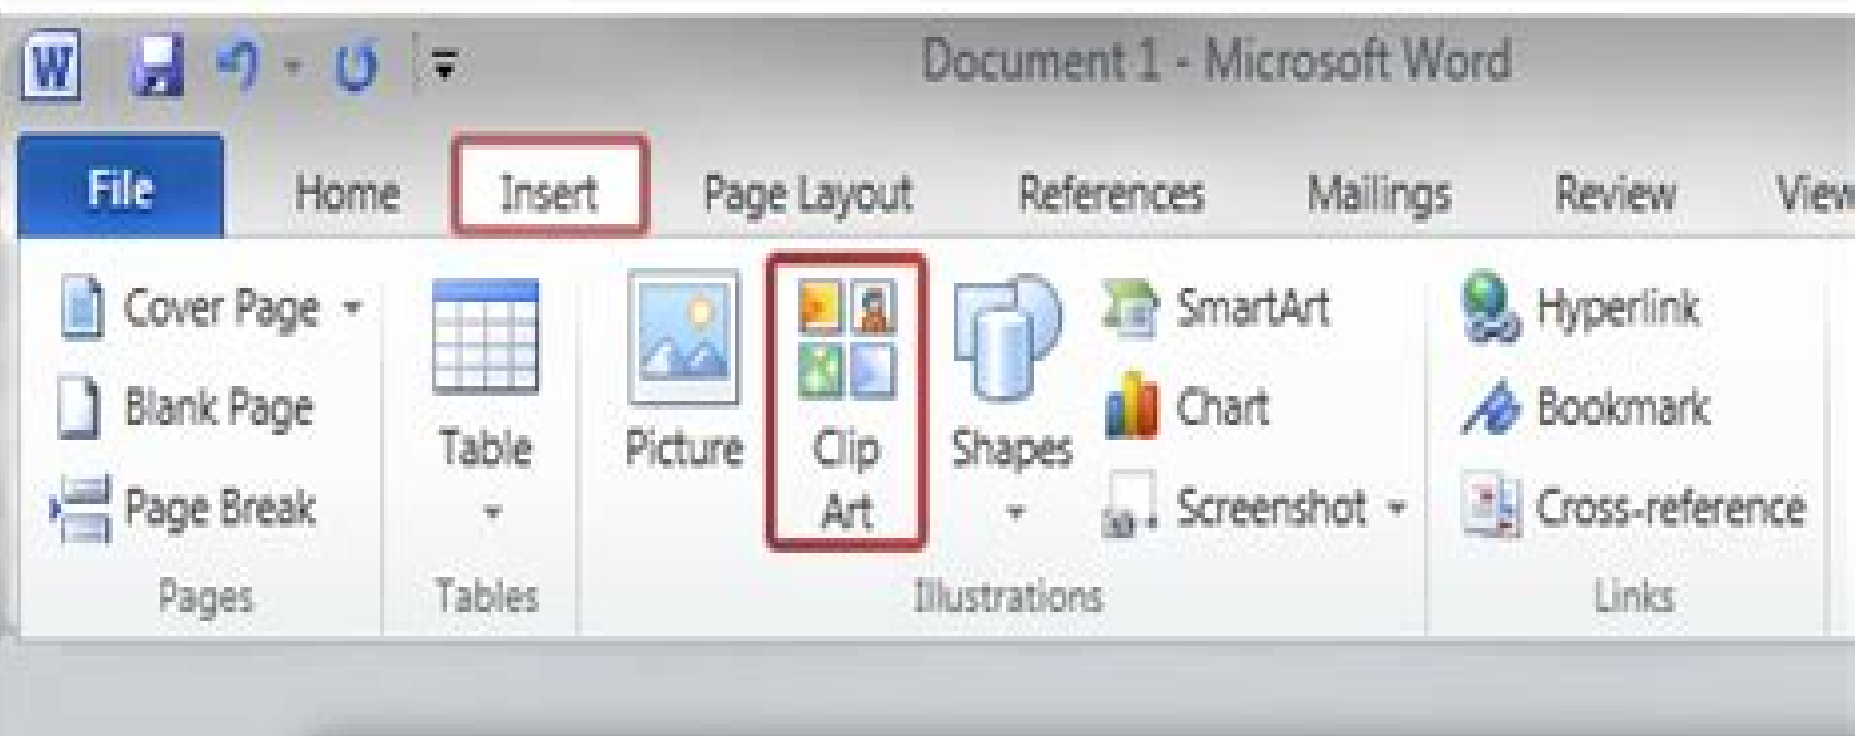 W
Document 1 - Microsoft Word
File Home Insert Page Layout References Mailings Review View
Cover Page
Blank Page
Page Break
Pages
Table
Tables
Picture
Clip
Art
Shapes
SmartArt
Chart
Screenshot
Illustrations
Hyperlink
Bookmark
Cross-reference
Links